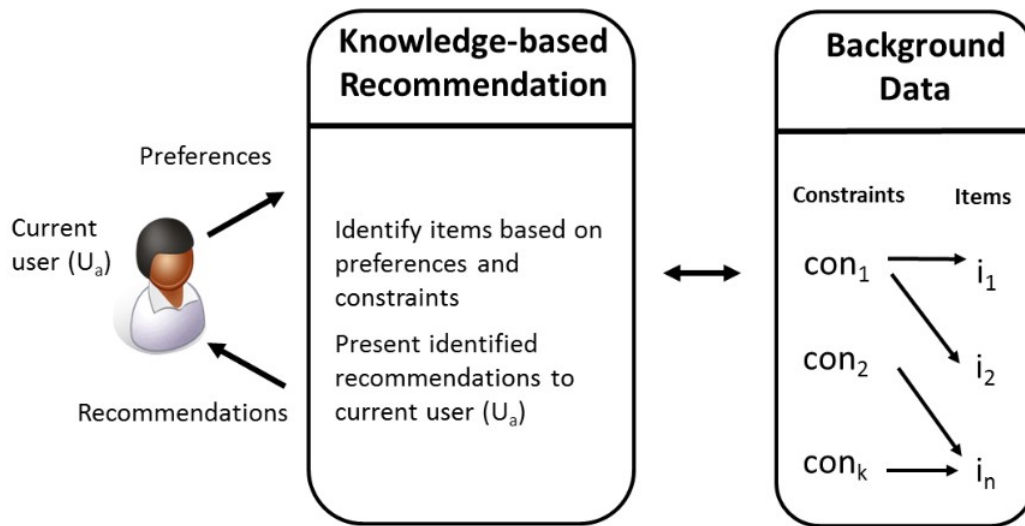 Knowledge-based
Recommendation
Background
Data
Preferences
Current
user (Uₐ)
Recommendations
Identify items based on
preferences and
constraints
Present identified
recommendations to
current user (Uₐ)
Constraints Items
con₁ i₁
con₂ i₂
conₖ iₙ